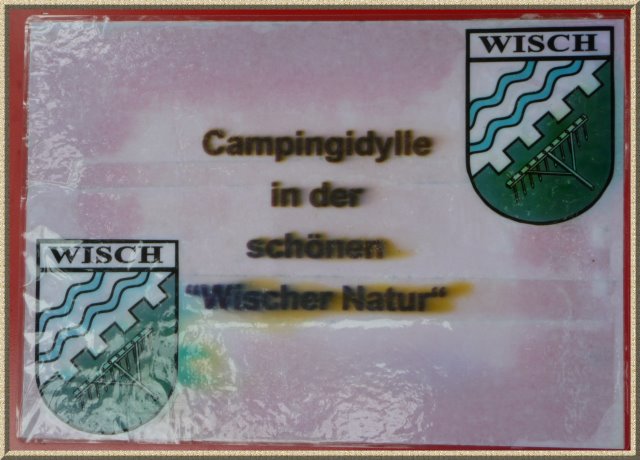 WISCH
Campingidylle
in der
schönen
“Wischer Natur“
WISCH